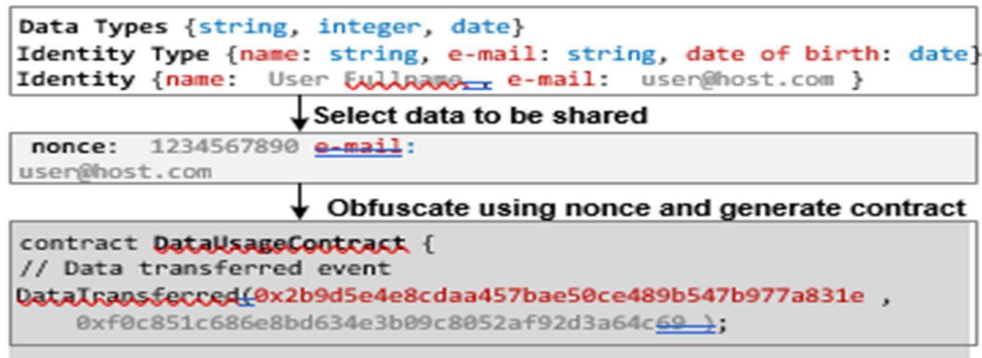 Data Types {string, integer, date}
Identity Type {name: string, e-mail: string, date of birth: date}
Identity {name: User Fullname , e-mail: user@host.com }
Select data to be shared
nonce: 1234567890 e-mail:
user@host.com
Obfuscate using nonce and generate contract
contract DataUsageContract {
// Data transferred event
DataTransferred(0x2b9d5e4e8cdaa457bae50ce489b547b977a831e ,
0xf0c851c686e8bd634e3b09c8052af92d3a64c69 );